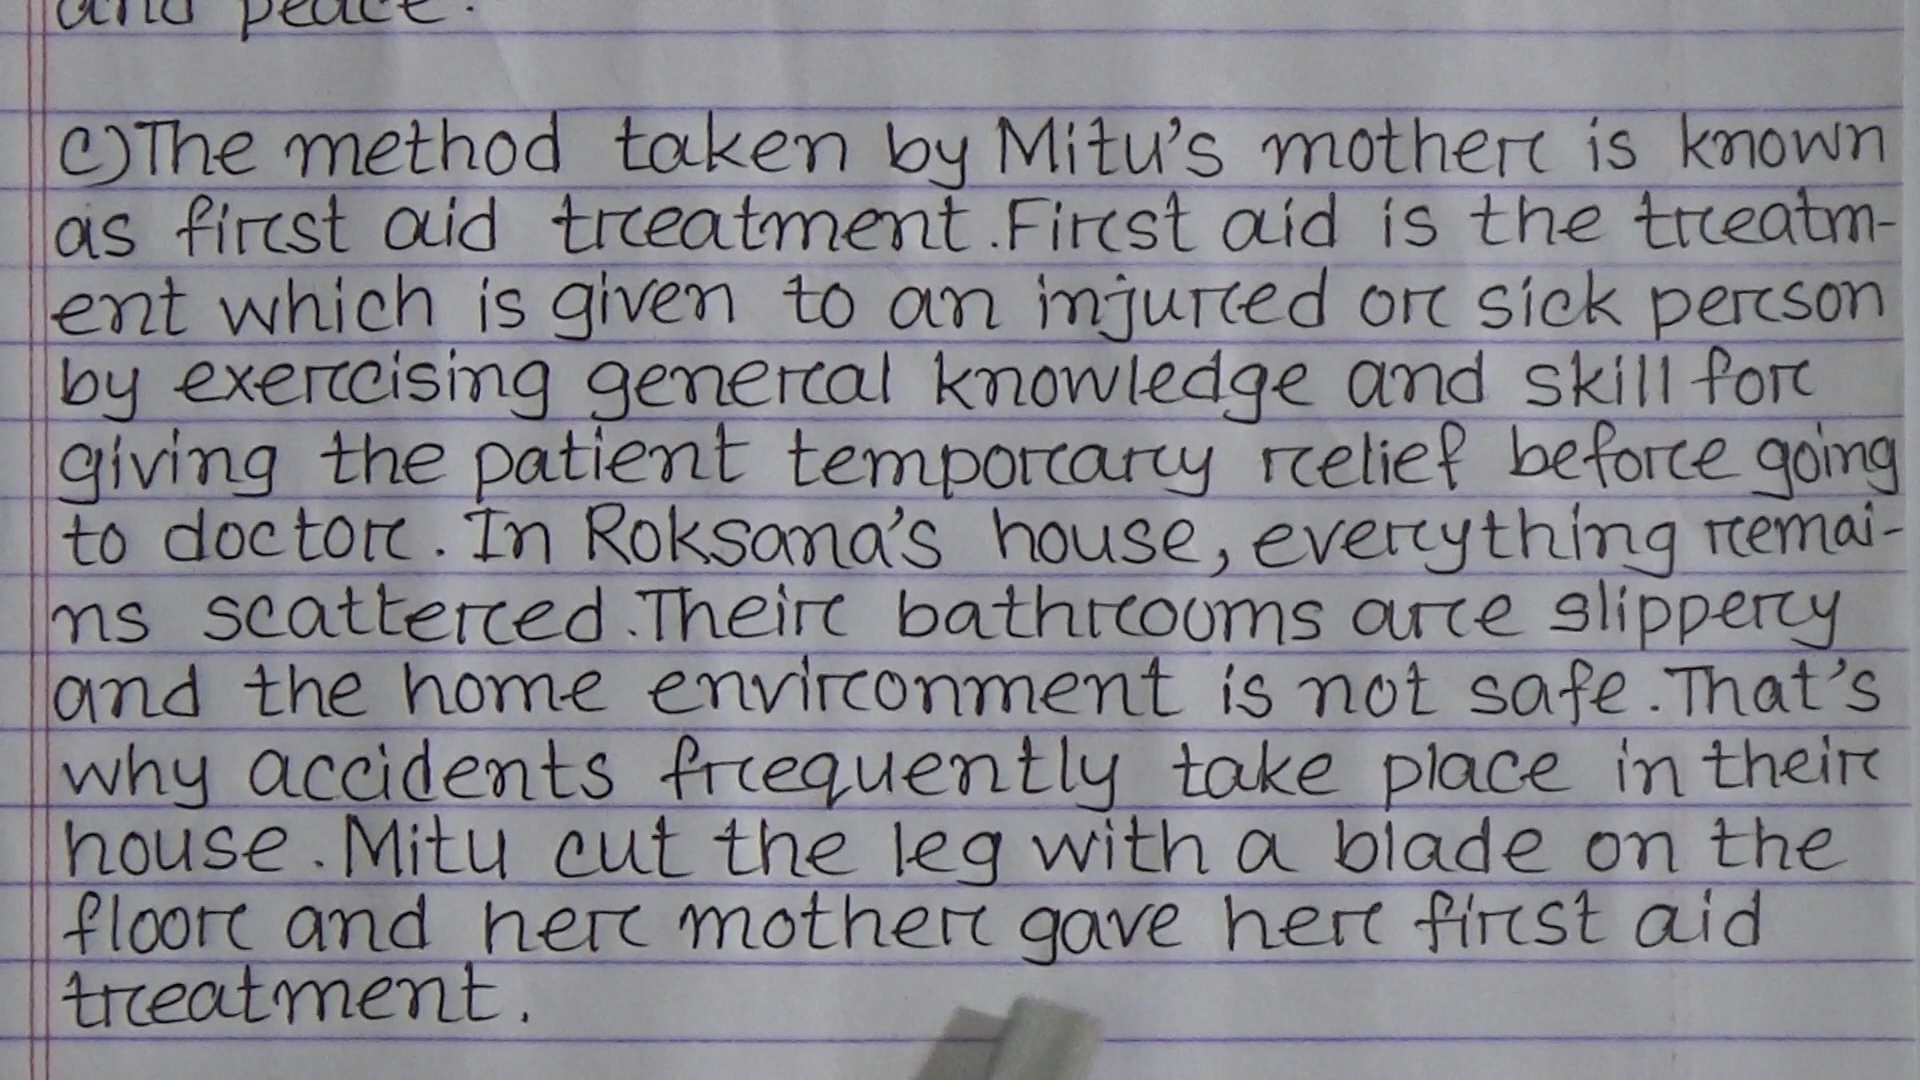 and peace.
c) The method taken by Mitu's mother is known
as first aid treatment. First aid is the treatm-
ent which is given to an injured or sick person
by exercising general knowledge and skill for
giving the patient temporary relief before going
to doctor. In Roksana's house, everything remai-
ns scattered. Their bathrooms are slippery
and the home environment is not safe. That's
why accidents frequently take place in their
house. Mitu cut the leg with a blade on the
floor and her mother gave her first aid
treatment.